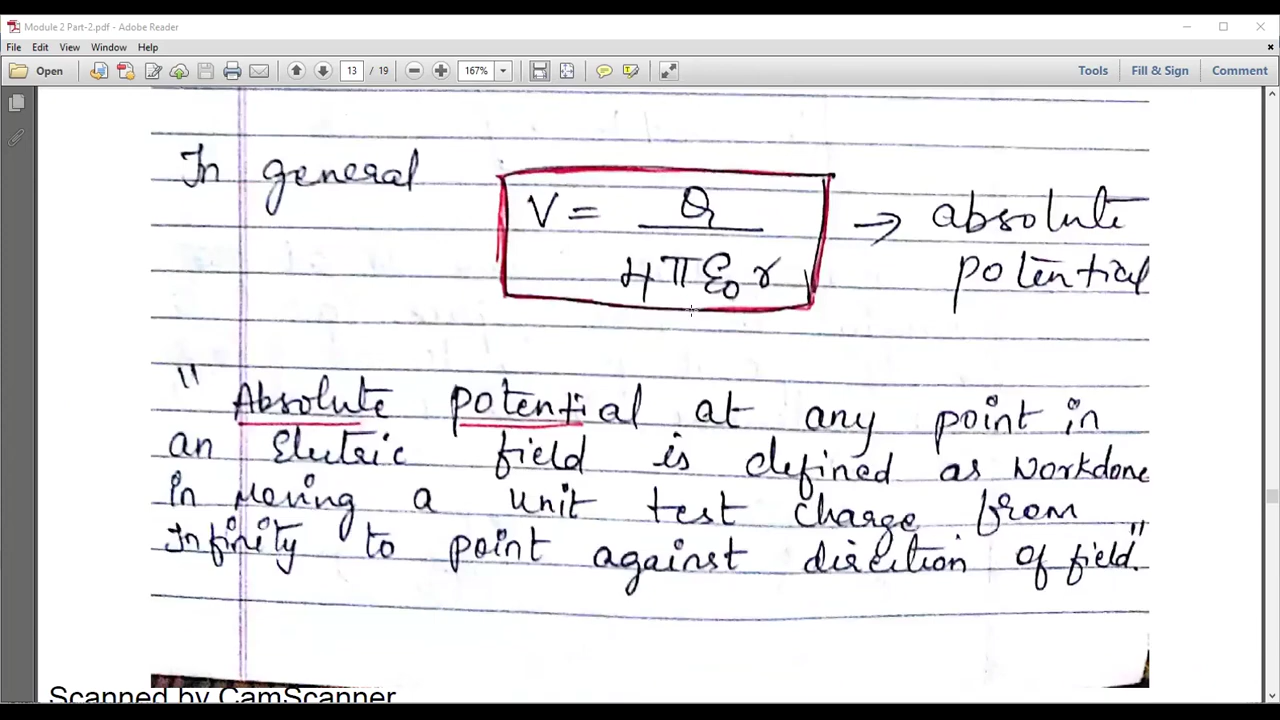 Module 2 Part-2.pdf - Adobe Reader
File Edit View Window Help
Open 13 / 19 167% Tools Fill & Sign Comment
In general V = Q / 4πε₀r → absolute potential
" Absolute potential at any point in
an Electric field is defined as workdone
in moving a unit test charge from
Infinity to point against direction of field."
Scanned by CamScanner